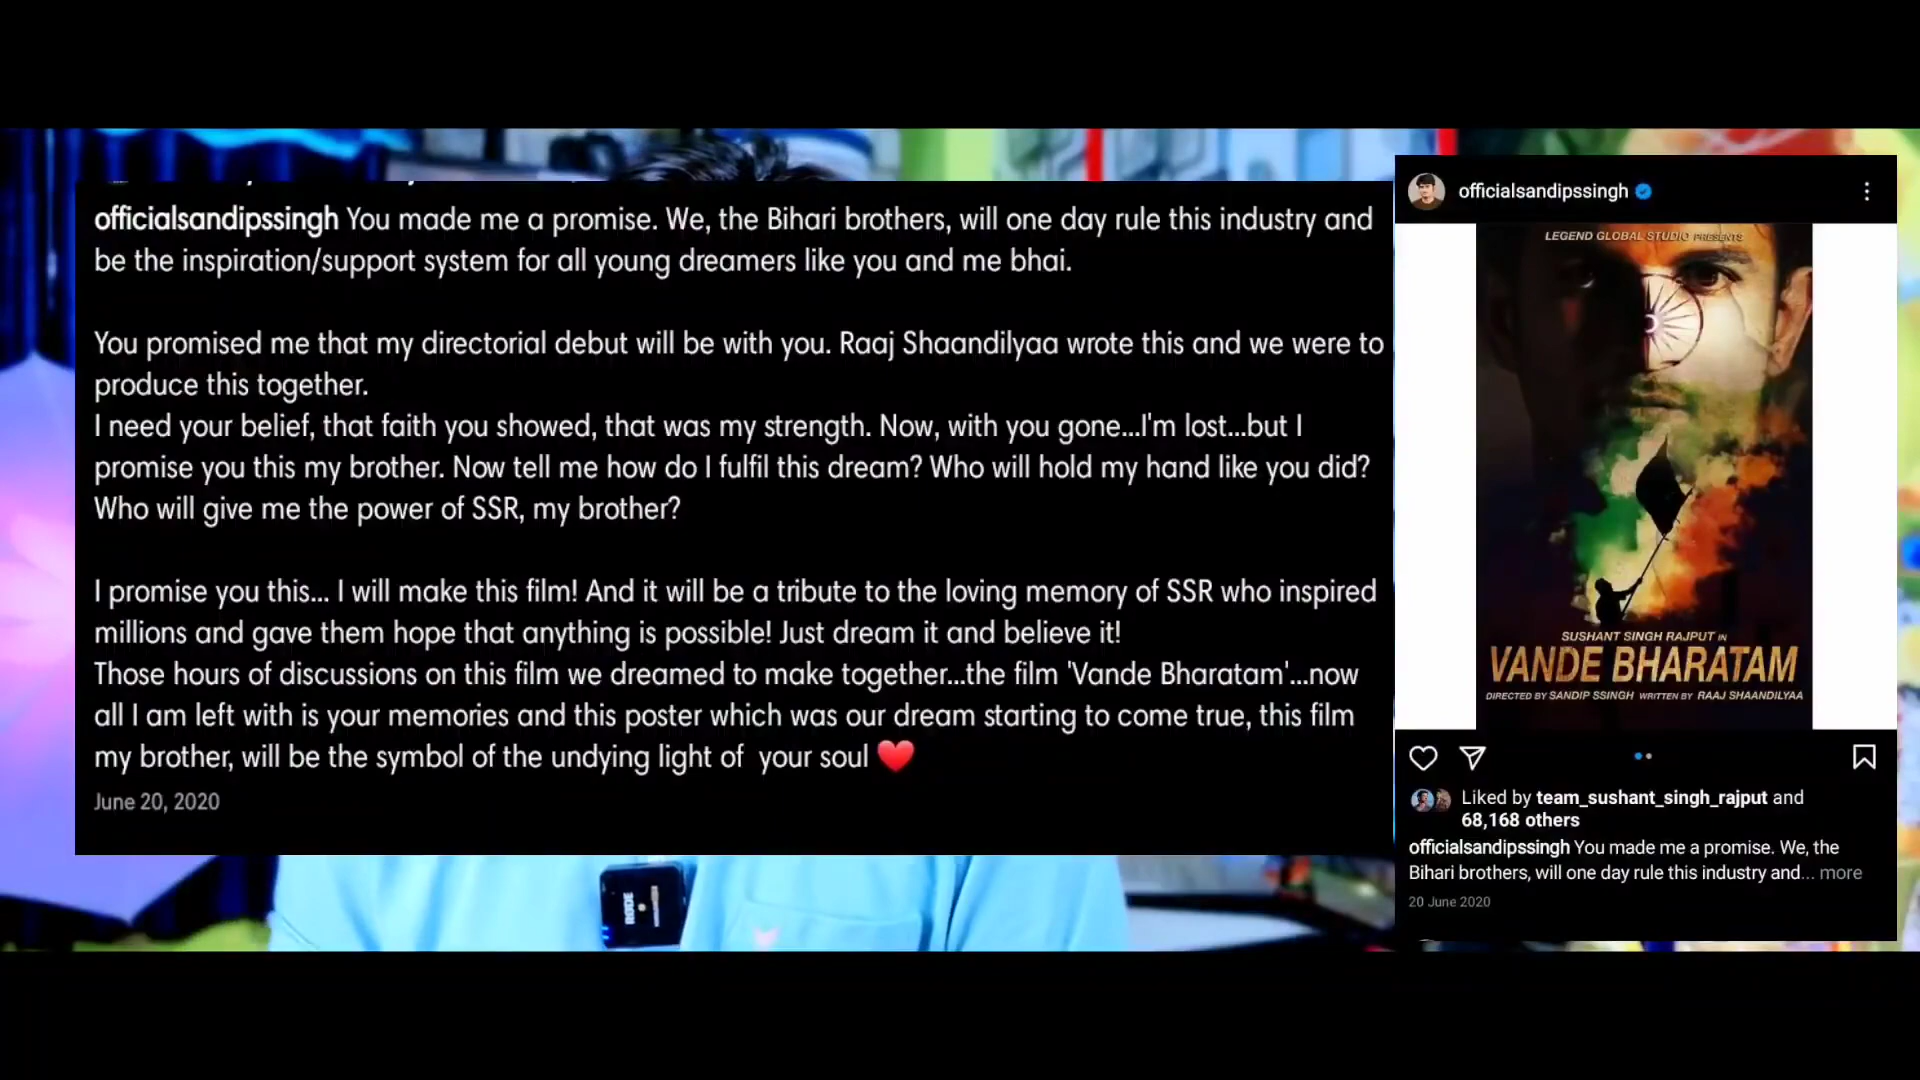 officialsandipssingh You made me a promise. We, the Bihari brothers, will one day rule this industry and
be the inspiration/support system for all young dreamers like you and me bhai.
You promised me that my directorial debut will be with you. Raaj Shaandilyaa wrote this and we were to
produce this together.
I need your belief, that faith you showed, that was my strength. Now, with you gone...I'm lost...but I
promise you this my brother. Now tell me how do I fulfil this dream? Who will hold my hand like you did?
Who will give me the power of SSR, my brother?
I promise you this... I will make this film! And it will be a tribute to the loving memory of SSR who inspired
millions and gave them hope that anything is possible! Just dream it and believe it!
Those hours of discussions on this film we dreamed to make together...the film 'Vande Bharatam'...now
all I am left with is your memories and this poster which was our dream starting to come true, this film
my brother, will be the symbol of the undying light of your soul ❤️
June 20, 2020
RODE
officialsandipssingh
LEGEND GLOBAL STUDIO PRESENTS
SUSHANT SINGH RAJPUT IN
VANDE BHARATAM
DIRECTED BY SANDIP SSINGH WRITTEN BY RAAJ SHAANDILYAA
Liked by team_sushant_singh_rajput and
68,168 others
officialsandipssingh You made me a promise. We, the
Bihari brothers, will one day rule this industry and... more
20 June 2020